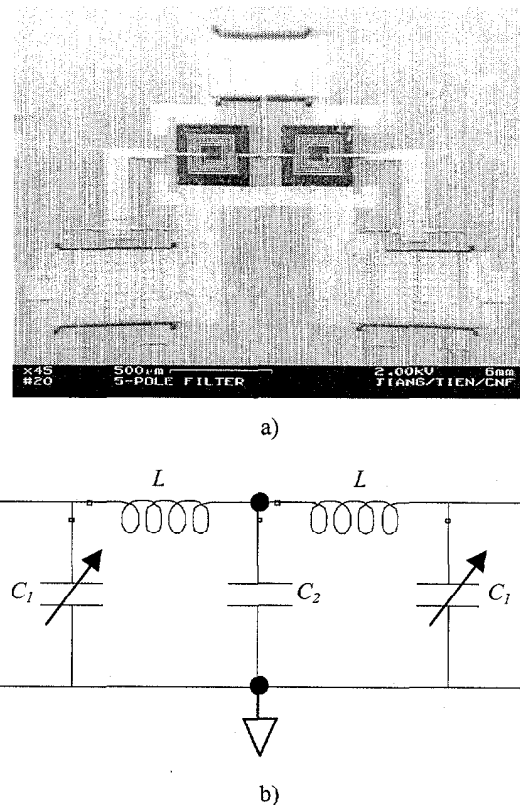 x45 500μm 2.00kV 6mm
#20 5-POLE FILTER JIANG/TIEN/CNF
a)
L L
C1 C2 C1
b)